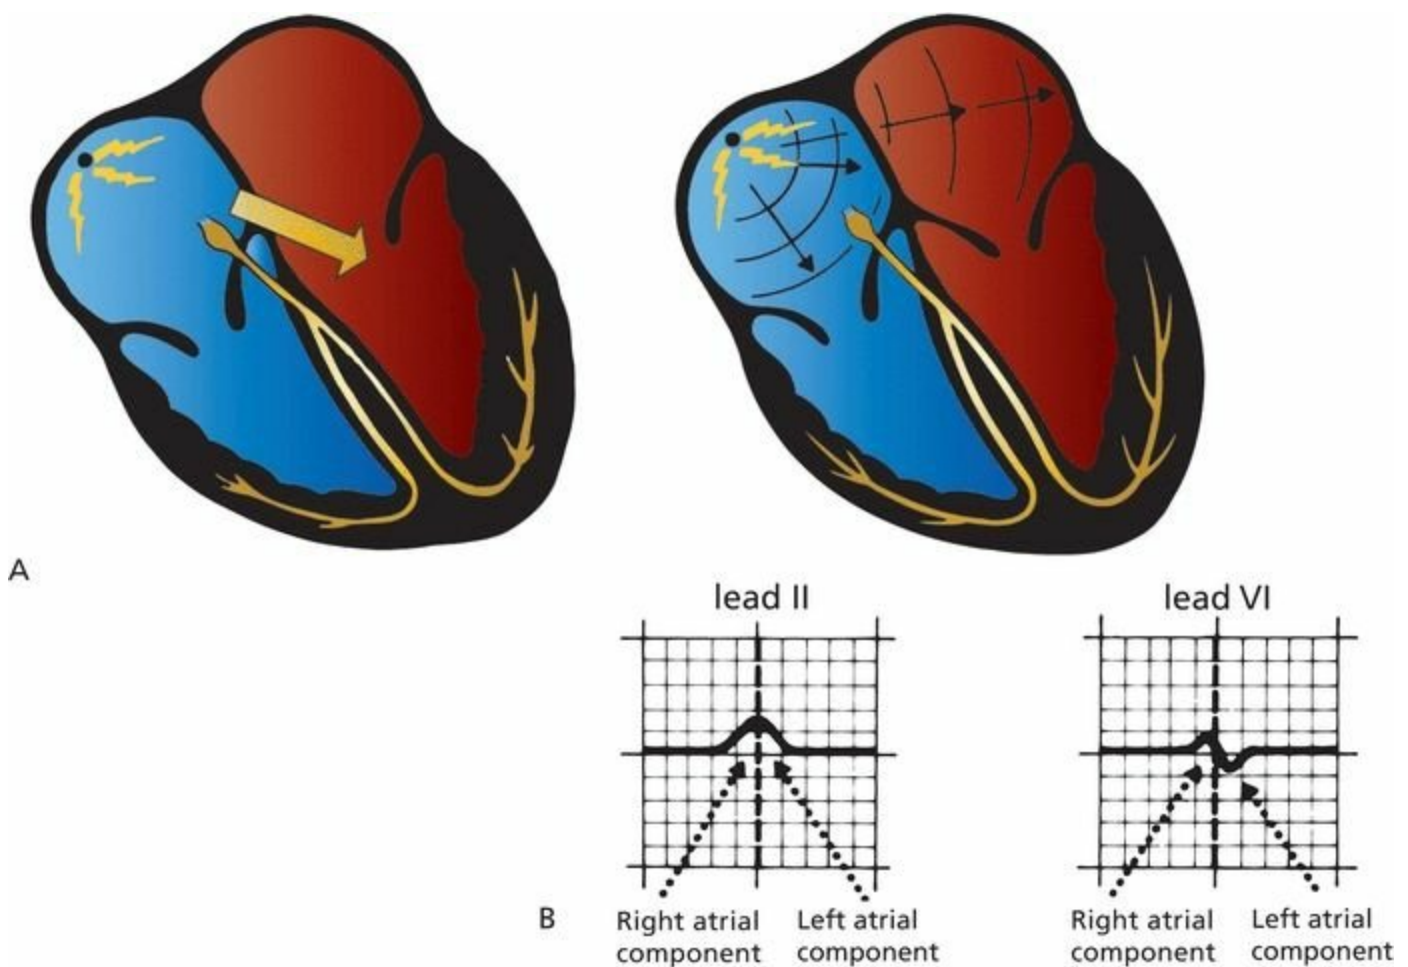 A
lead II
lead VI
B
Right atrial
component
Left atrial
component
Right atrial
component
Left atrial
component